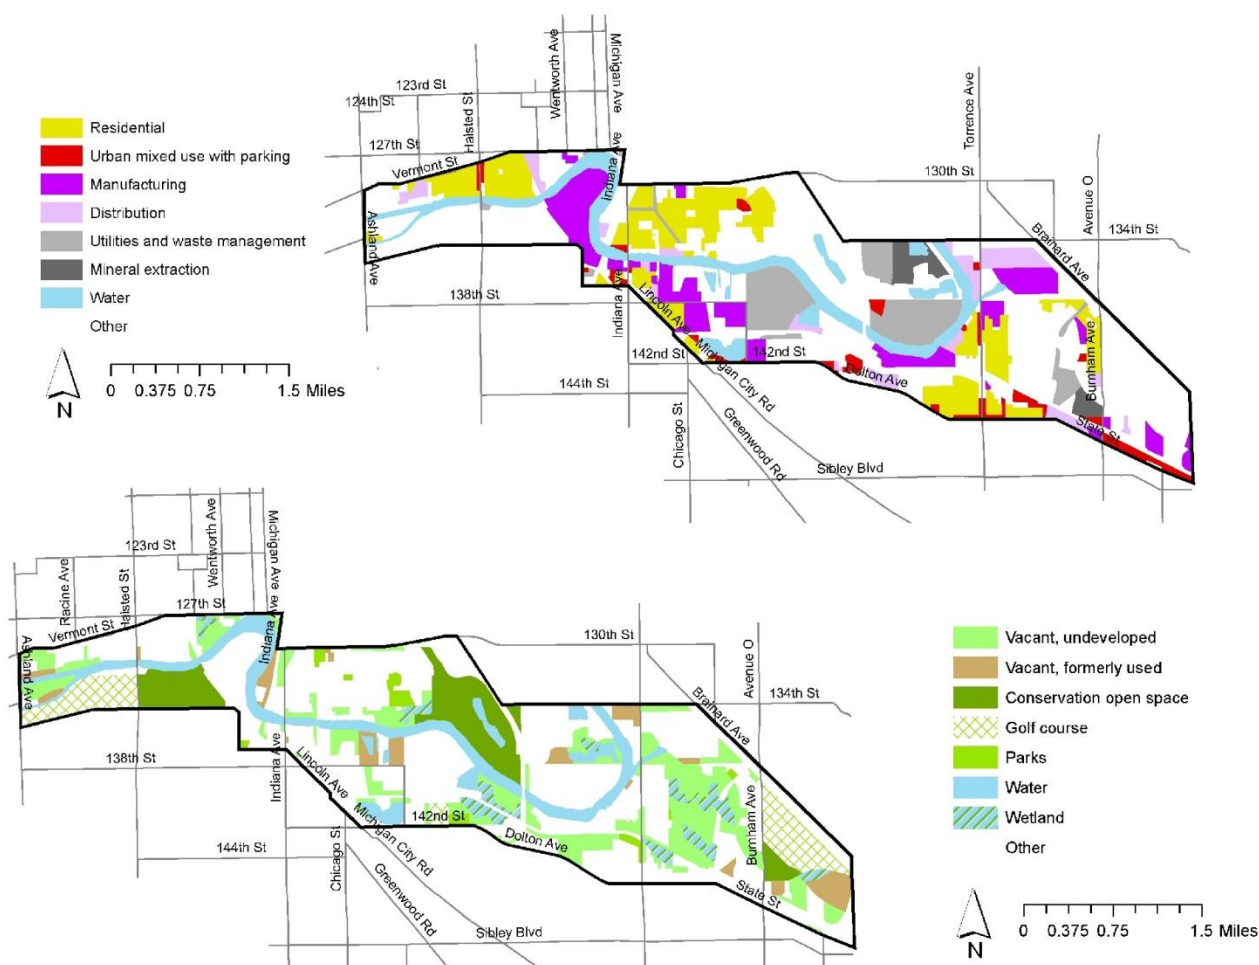 Wentworth Ave
Michigan Ave
123rd St
124th St
Halsted St
Torrence Ave
Residential
Urban mixed use with parking
Manufacturing
Distribution
Utilities and waste management
Mineral extraction
Water
Other
127th St
Vermont St
Indiana Ave
130th St
Avenue O
134th St
Brainard Ave
Ashland Ave
138th St
Indiana Ave
Lincoln Ave
142nd St
Michigan City Rd
142nd St
Dolton Ave
Burnham Ave
144th St
State St
Chicago St
Greenwood Rd
Sibley Blvd
N
0 0.375 0.75 1.5 Miles
Wentworth Ave
Michigan Ave
123rd St
Racine Ave
Halsted St
127th St
Vermont St
Ashland Ave
Indiana Ave
130th St
Avenue O
134th St
Brainard Ave
138th St
Indiana Ave
Lincoln Ave
142nd St
Michigan City Rd
Dolton Ave
Burnham Ave
144th St
State St
Chicago St
Greenwood Rd
Sibley Blvd
Vacant, undeveloped
Vacant, formerly used
Conservation open space
Golf course
Parks
Water
Wetland
Other
N
0 0.375 0.75 1.5 Miles